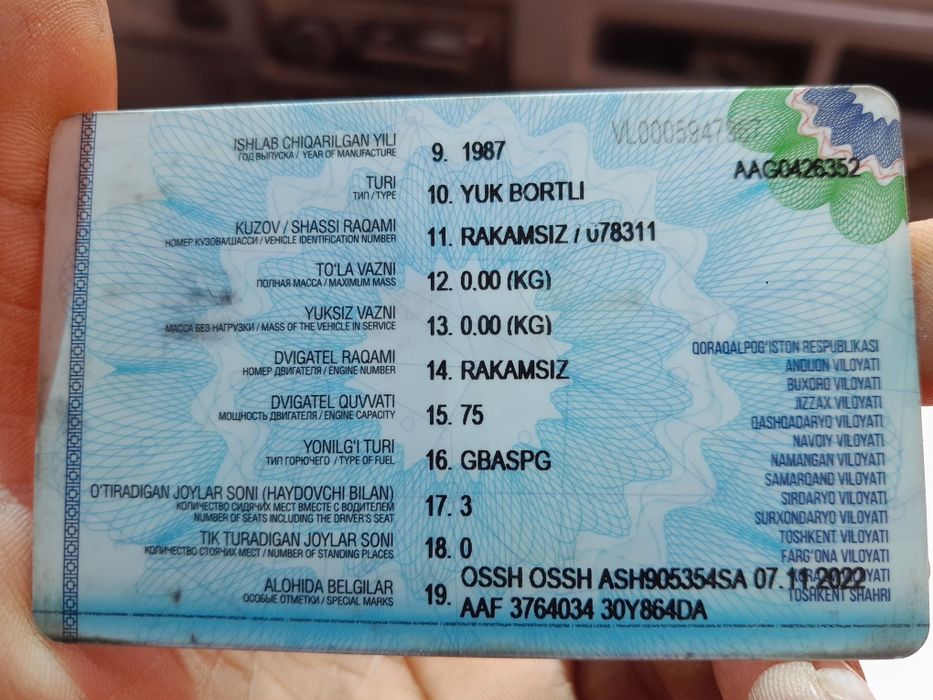 VL0005947
AAG0426352
ISHLAB CHIQARILGAN YILI
ГОД ВЫПУСКА / YEAR OF MANUFACTURE
9. 1987
TURI
ТИП / TYPE
10. YUK BORTLI
KUZOV / SHASSI RAQAMI
НОМЕР КУЗОВА/ШАССИ / VEHICLE IDENTIFICATION NUMBER
11. RAKAMSIZ / 078311
TO'LA VAZNI
ПОЛНАЯ МАССА / MAXIMUM MASS
12. 0.00 (KG)
YUKSIZ VAZNI
МАССА БЕЗ НАГРУЗКИ / MASS OF THE VEHICLE IN SERVICE
13. 0.00 (KG)
DVIGATEL RAQAMI
НОМЕР ДВИГАТЕЛЯ / ENGINE NUMBER
14. RAKAMSIZ
DVIGATEL QUVVATI
МОЩНОСТЬ ДВИГАТЕЛЯ / ENGINE CAPACITY
15. 75
YONILG'I TURI
ТИП ГОРЮЧЕГО / TYPE OF FUEL
16. GBASPG
O'TIRADIGAN JOYLAR SONI (HAYDOVCHI BILAN)
КОЛИЧЕСТВО СИДЯЧИХ МЕСТ ВМЕСТЕ С ВОДИТЕЛЕМ
NUMBER OF SEATS INCLUDING THE DRIVER'S SEAT
17. 3
TIK TURADIGAN JOYLAR SONI
КОЛИЧЕСТВО СТОЯЧИХ МЕСТ / NUMBER OF STANDING PLACES
18. 0
ALOHIDA BELGILAR
ОСОБЫЕ ОТМЕТКИ / SPECIAL MARKS
19. OSSH OSSH ASH905354SA 07.11.2022
AAF 3764034 30Y864DA
QORAQALPOG'ISTON RESPUBLIKASI
ANDIJON VILOYATI
BUXORO VILOYATI
JIZZAX VILOYATI
QASHQADARYO VILOYATI
NAVOIY VILOYATI
NAMANGAN VILOYATI
SAMARQAND VILOYATI
SIRDARYO VILOYATI
SURXONDARYO VILOYATI
TOSHKENT VILOYATI
FARG'ONA VILOYATI
TOSHKENT SHAHRI